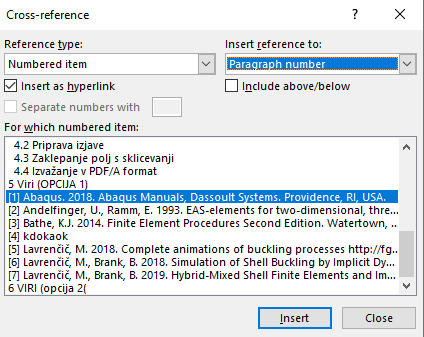 Cross-reference
Reference type:
Insert reference to:
Numbered item
Paragraph number
Insert as hyperlink
Include above/below
Separate numbers with
For which numbered item:
4.2 Priprava izjave
4.3 Zaklepanje polj s sklicevanji
4.4 Izvažanje v PDF/A format
5 Viri (OPCIJA 1)
[1] Abaqus. 2018. Abaqus Manuals, Dassoult Systems. Providence, RI, USA.
[2] Andelfinger, U., Ramm, E. 1993. EAS-elements for two-dimensional, thre...
[3] Bathe, K.J. 2014. Finite Element Procedures Second Edition. Watertown, ...
[4] kdokaok
[5] Lavrenčič, M. 2018. Complete animations of buckling processes http://fg...
[6] Lavrenčič, M., Brank, B. 2018. Simulation of Shell Buckling by Implicit Dy...
[7] Lavrenčič, M., Brank, B. 2019. Hybrid-Mixed Shell Finite Elements and Im...
6 VIRI (opcija 2(
Insert
Close